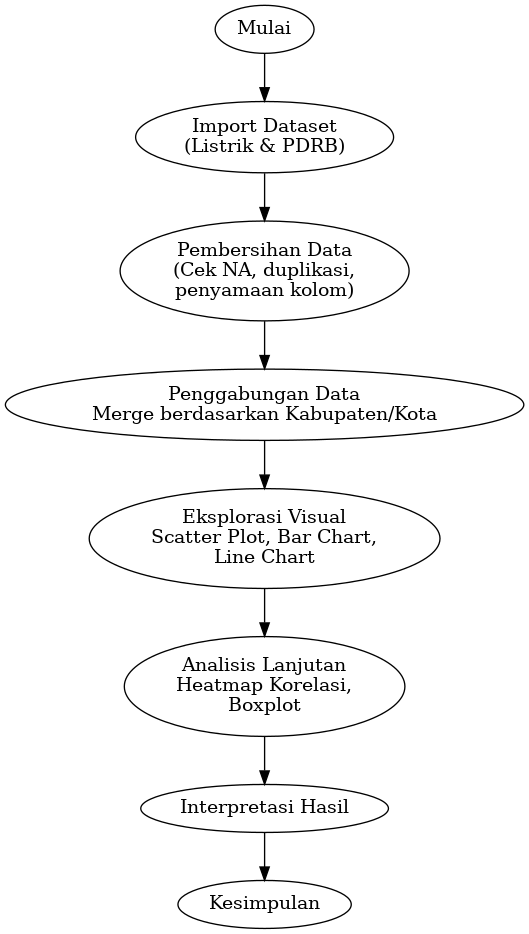 Mulai
Import Dataset
(Listrik & PDRB)
Pembersihan Data
(Cek NA, duplikasi,
penyamaan kolom)
Penggabungan Data
Merge berdasarkan Kabupaten/Kota
Eksplorasi Visual
Scatter Plot, Bar Chart,
Line Chart
Analisis Lanjutan
Heatmap Korelasi,
Boxplot
Interpretasi Hasil
Kesimpulan